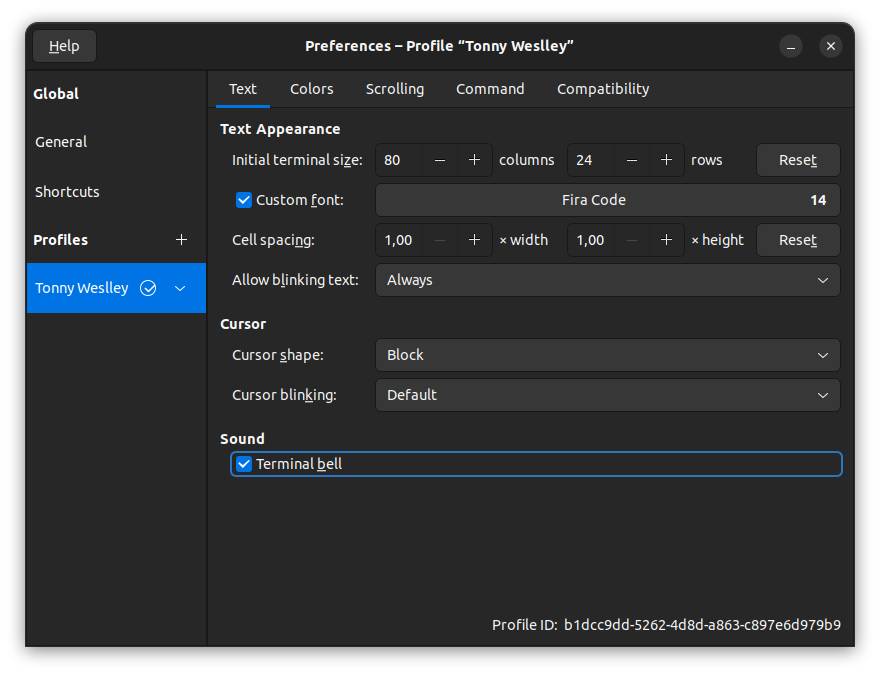 Help
Preferences – Profile “Tonny Weslley”
Global
General
Shortcuts
Profiles
Tonny Weslley
Text Colors Scrolling Command Compatibility
Text Appearance
Initial terminal size: 80 − + columns 24 − + rows Reset
Custom font: Fira Code 14
Cell spacing: 1,00 − + × width 1,00 − + × height Reset
Allow blinking text: Always
Cursor
Cursor shape: Block
Cursor blinking: Default
Sound
Terminal bell
Profile ID: b1dcc9dd-5262-4d8d-a863-c897e6d979b9